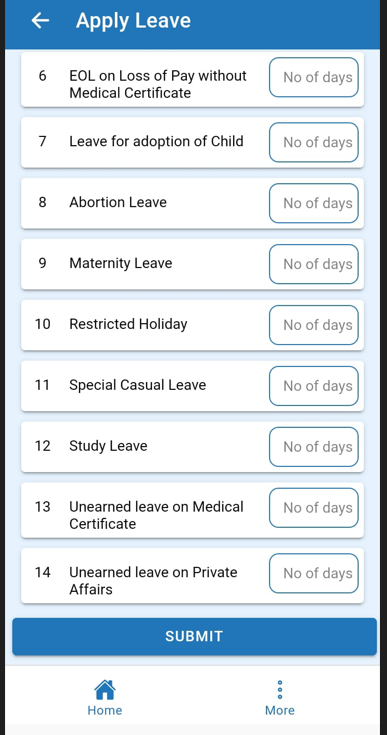 Apply Leave
6 EOL on Loss of Pay without No of days
Medical Certificate
7 Leave for adoption of Child No of days
8 Abortion Leave No of days
9 Maternity Leave No of days
10 Restricted Holiday No of days
11 Special Casual Leave No of days
12 Study Leave No of days
13 Unearned leave on Medical No of days
Certificate
14 Unearned leave on Private No of days
Affairs
SUBMIT
Home More